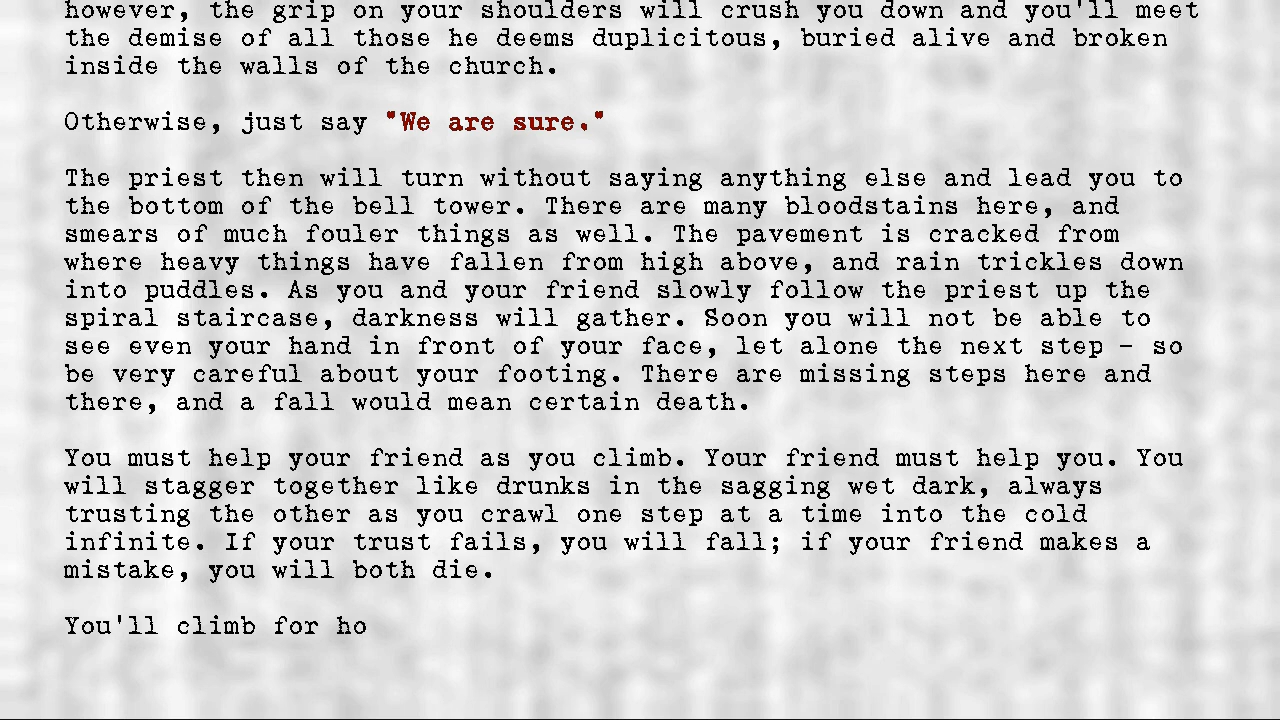 however, the grip on your shoulders will crush you down and you'll meet
the demise of all those he deems duplicitous, buried alive and broken
inside the walls of the church.
Otherwise, just say "We are sure."
The priest then will turn without saying anything else and lead you to
the bottom of the bell tower. There are many bloodstains here, and
smears of much fouler things as well. The pavement is cracked from
where heavy things have fallen from high above, and rain trickles down
into puddles. As you and your friend slowly follow the priest up the
spiral staircase, darkness will gather. Soon you will not be able to
see even your hand in front of your face, let alone the next step - so
be very careful about your footing. There are missing steps here and
there, and a fall would mean certain death.
You must help your friend as you climb. Your friend must help you. You
will stagger together like drunks in the sagging wet dark, always
trusting the other as you crawl one step at a time into the cold
infinite. If your trust fails, you will fall; if your friend makes a
mistake, you will both die.
You'll climb for ho